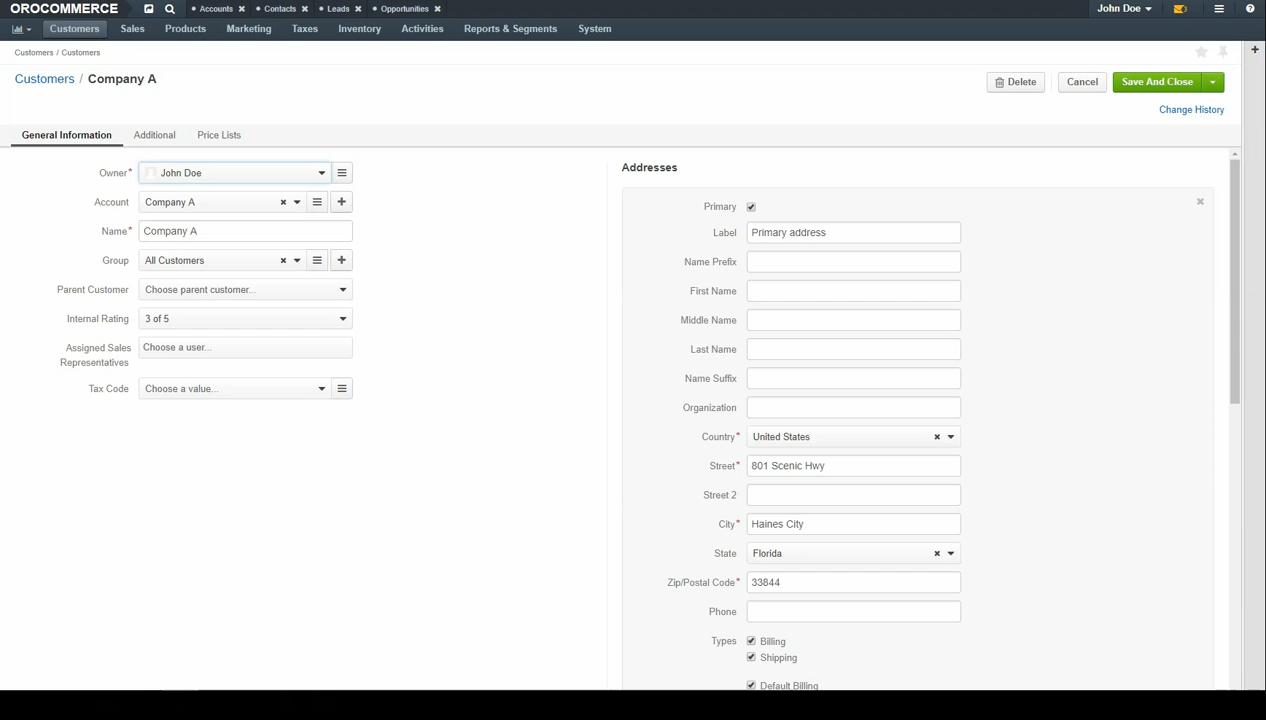 OROCOMMERCE
Accounts
Contacts
Leads
Opportunities
John Doe
Customers
Sales
Products
Marketing
Taxes
Inventory
Activities
Reports & Segments
System
Customers / Customers
Customers / Company A
Delete
Cancel
Save And Close
Change History
General Information
Additional
Price Lists
Owner* John Doe
Account Company A
Name* Company A
Group All Customers
Parent Customer Choose parent customer...
Internal Rating 3 of 5
Assigned Sales
Representatives
Choose a user...
Tax Code Choose a value...
Addresses
Primary
Label Primary address
Name Prefix
First Name
Middle Name
Last Name
Name Suffix
Organization
Country* United States
Street* 801 Scenic Hwy
Street 2
City* Haines City
State Florida
Zip/Postal Code* 33844
Phone
Types Billing
Shipping
Default Billing